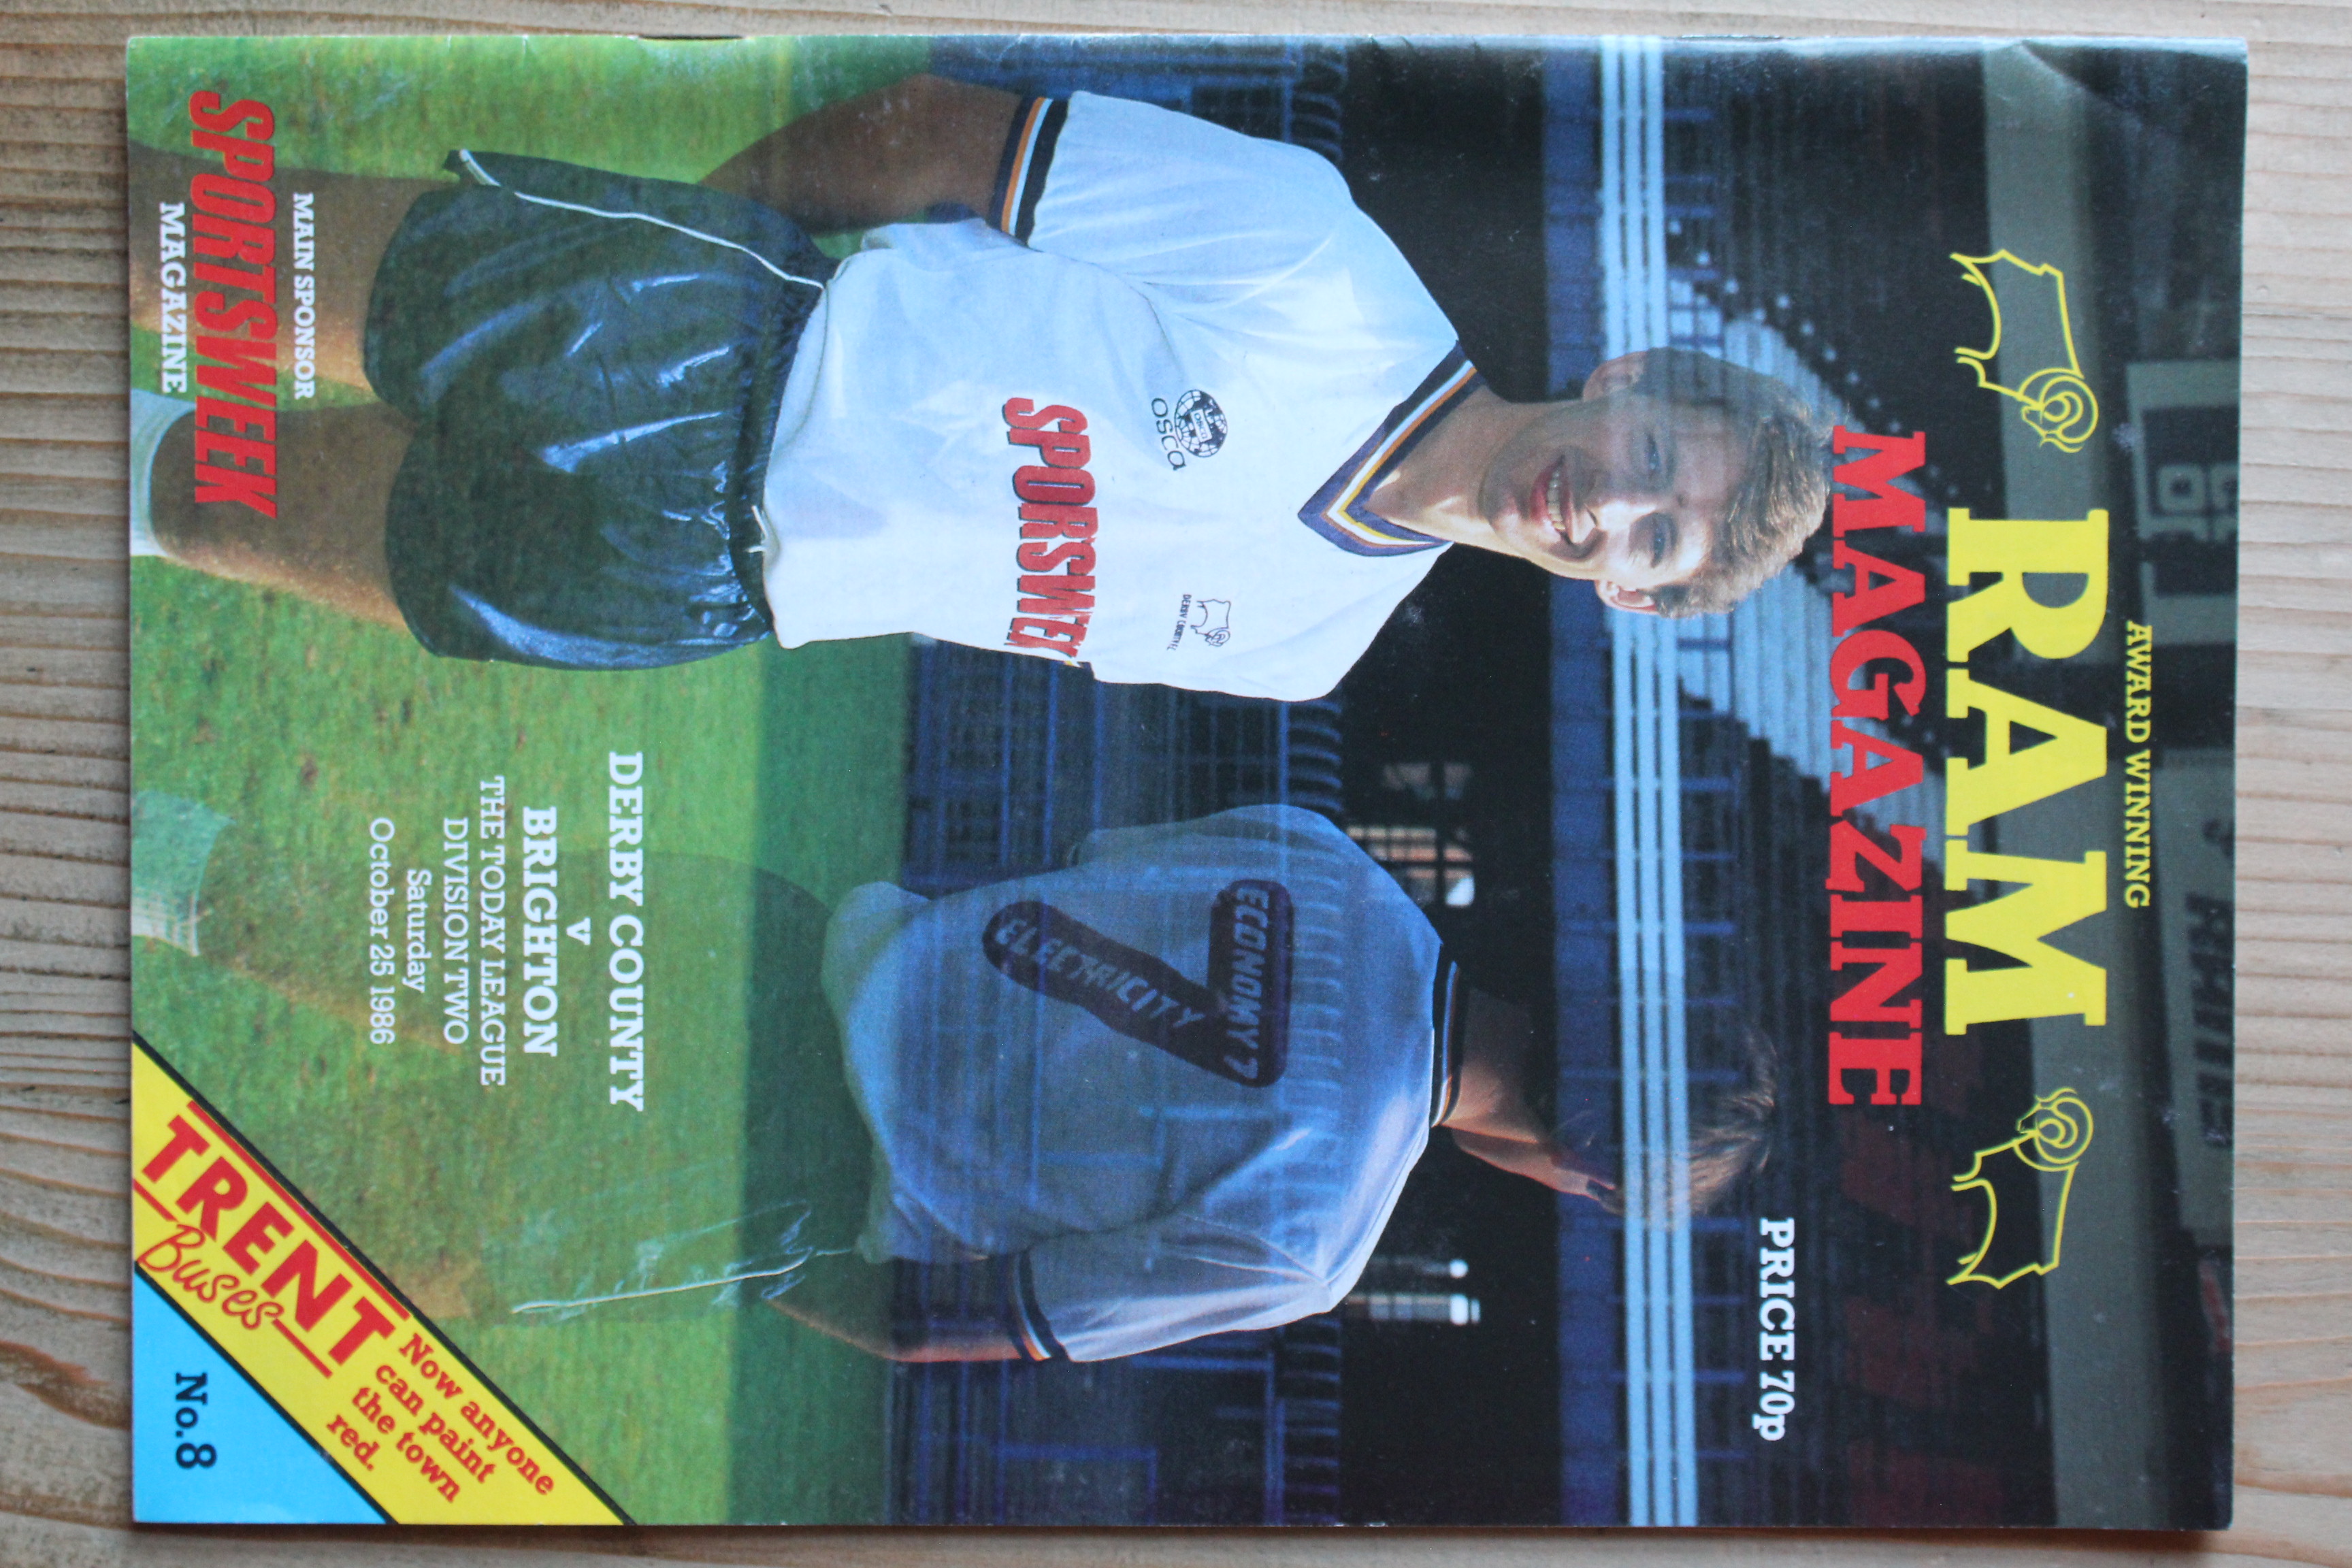 AWARD WINNING
RAM
MAGAZINE
PRICE 70p
OSCA
DERBY COUNTY FC
SPORSWEEK
ECONOMY 7
ELECTRICITY
DERBY COUNTY
v
BRIGHTON
THE TODAY LEAGUE
DIVISION TWO
Saturday
October 25 1986
MAIN SPONSOR
SPORTSWEEK
MAGAZINE
TRENT
Buses
Now anyone
can paint
the town
red.
No.8